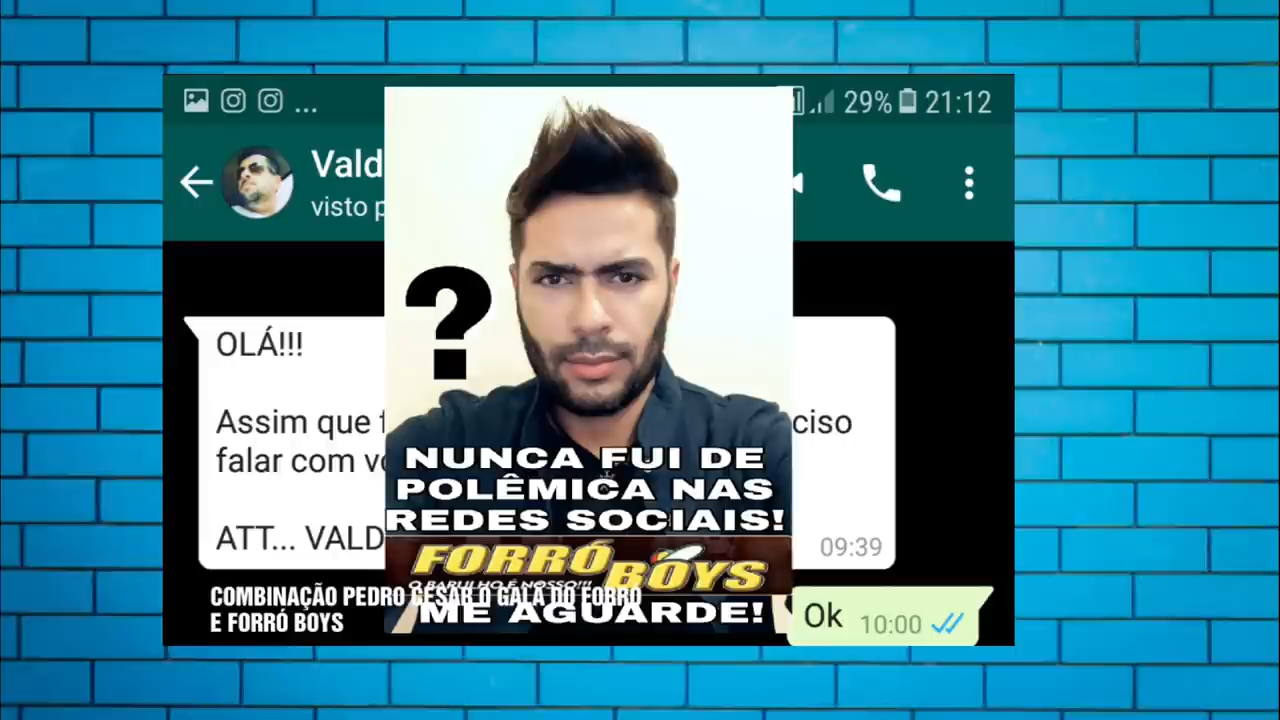 29% 21:12
Vald
visto p
?
OLÁ!!!
Assim que f
ciso
falar com vo
NUNCA FUI DE
POLÊMICA NAS
REDES SOCIAIS!
ATT... VALD
09:39
FORRÓ BOYS
O BARULHO É NOSSO!!!
COMBINAÇÃO PEDRO CÉSAR O GALÃ DO FORRÓ
E FORRÓ BOYS
ME AGUARDE!
Ok 10:00